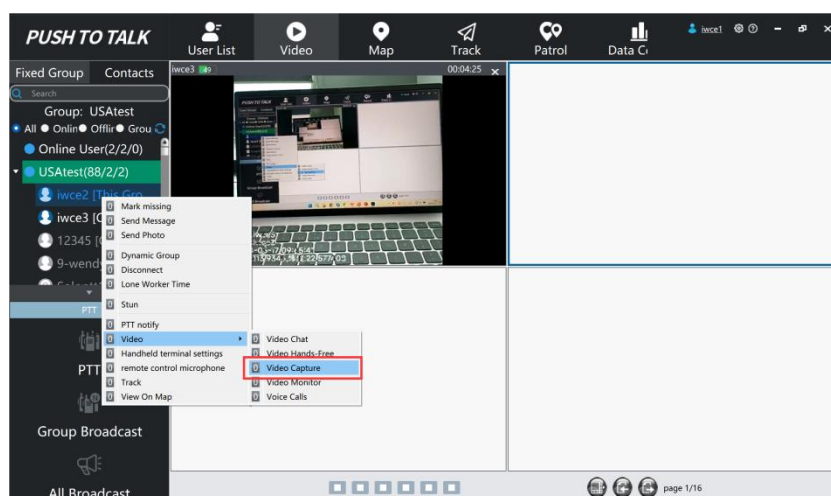 PUSH TO TALK
User List
Video
Map
Track
Patrol
Data C
iwce1
Fixed Group
Contacts
iwce3
00:04:25
Search
Group: USAtest
All
Onlin
Offlir
Grou
Online User(2/2/0)
USAtest(88/2/2)
iwce2 [This Gro
iwce3 [C
12345 [
9-wend
Mark missing
Send Message
Send Photo
Dynamic Group
Disconnect
Lone Worker Time
Stun
PTT notify
Video
Handheld terminal settings
remote control microphone
Track
View On Map
Video Chat
Video Hands-Free
Video Capture
Video Monitor
Voice Calls
PTT
PTT
Group Broadcast
All Broadcast
page 1/16